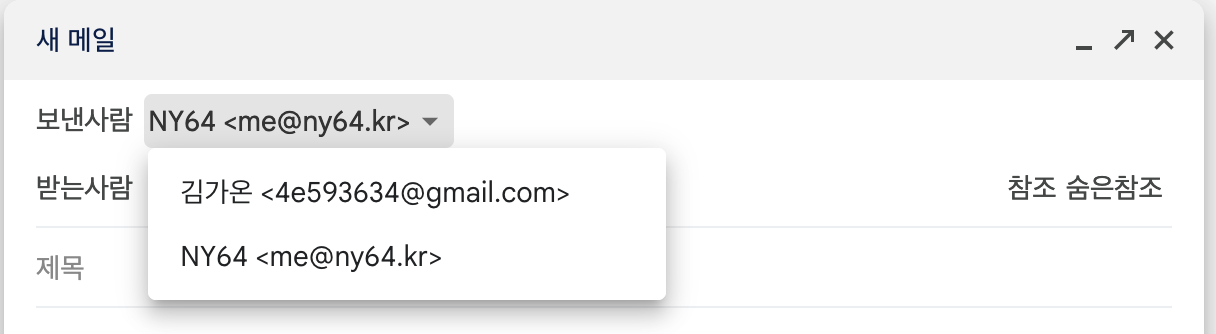 새 메일
보낸사람 NY64 <me@ny64.kr>
받는사람
김가온 <4e593634@gmail.com>
참조 숨은참조
NY64 <me@ny64.kr>
제목